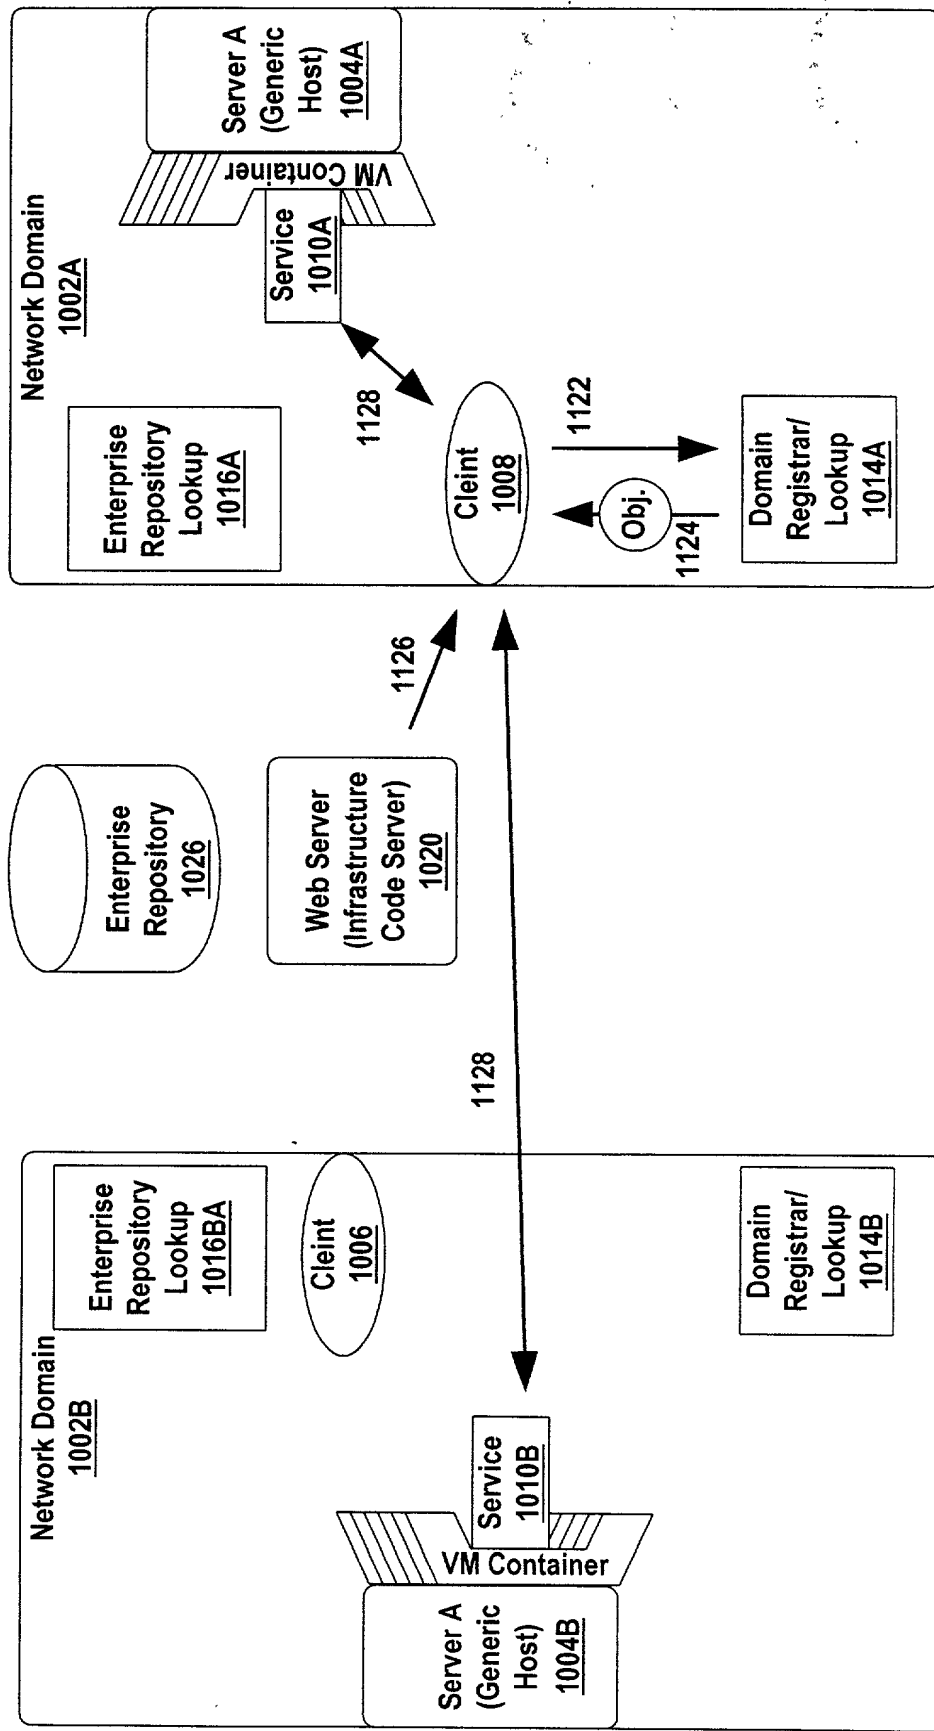 Network Domain
1002B
Enterprise
Repository
Lookup
1016BA
Cleint
1006
Server A
(Generic
Host)
1004B
VM Container
Service
1010B
Domain
Registrar/
Lookup
1014B
1128
Enterprise
Repository
1026
Web Server
(Infrastructure
Code Server)
1020
1126
Network Domain
1002A
Enterprise
Repository
Lookup
1016A
Server A
(Generic
Host)
1004A
VM Container
Service
1010A
1128
Cleint
1008
1122
Obj.
1124
Domain
Registrar/
Lookup
1014A